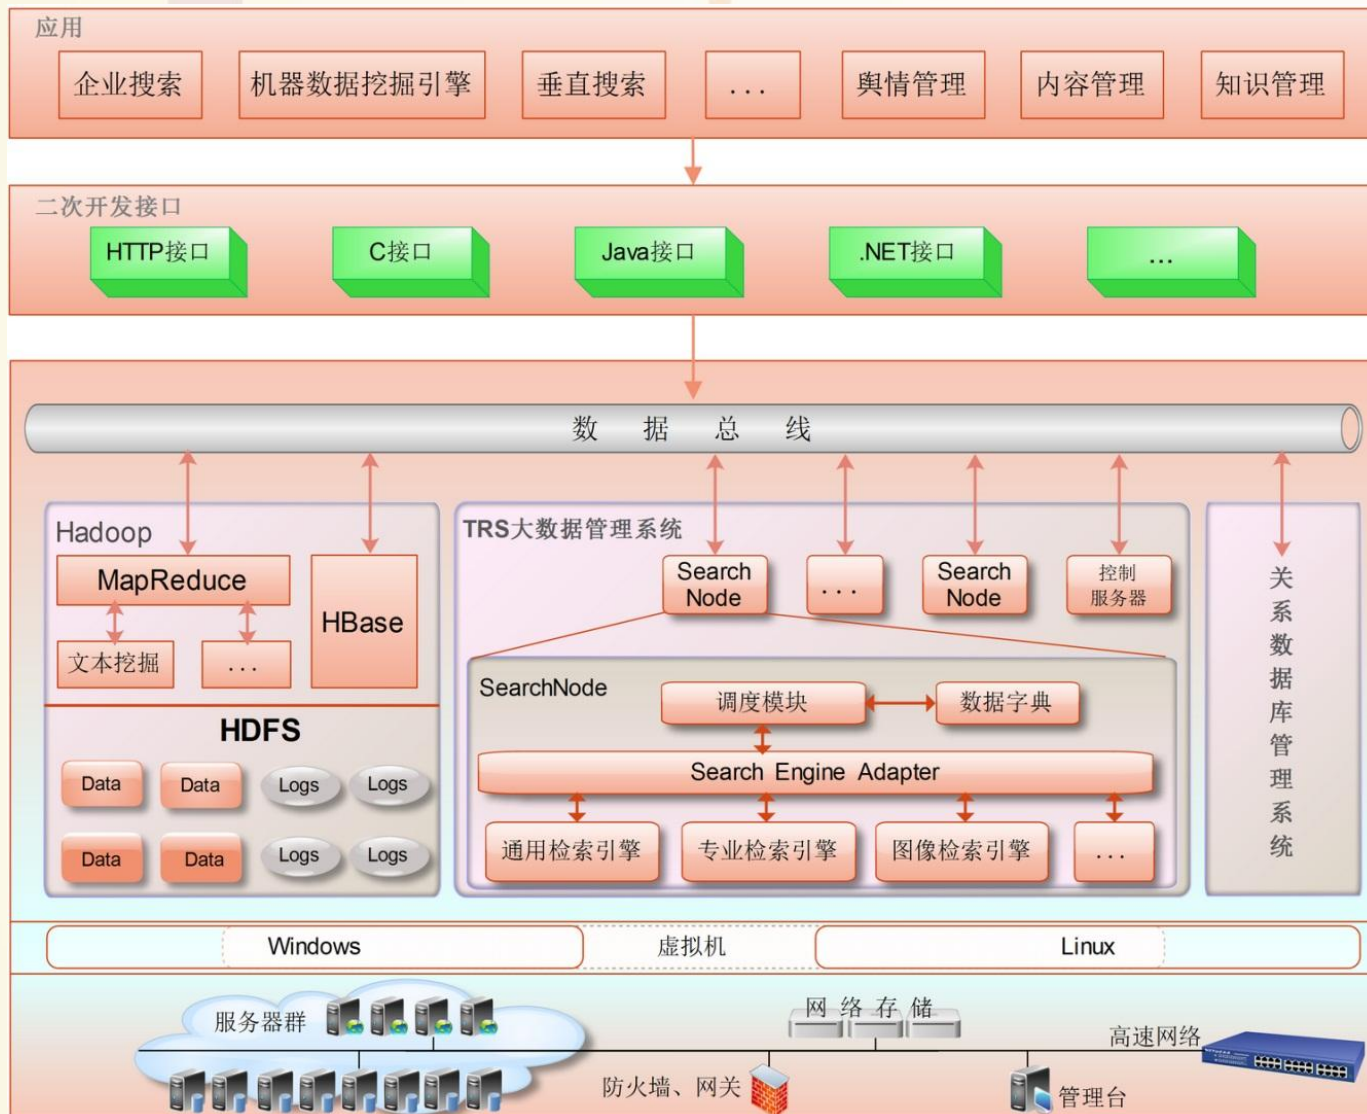 应用
企业搜索
机器数据挖掘引擎
垂直搜索
...
舆情管理
内容管理
知识管理
二次开发接口
HTTP接口
C接口
Java接口
.NET接口
...
数 据 总 线
Hadoop
MapReduce
文本挖掘
...
HBase
HDFS
Data
Data
Logs
Logs
Data
Data
Logs
Logs
TRS大数据管理系统
Search
Node
...
Search
Node
控制
服务器
SearchNode
调度模块
数据字典
Search Engine Adapter
通用检索引擎
专业检索引擎
图像检索引擎
...
关系数据库管理系统
Windows
虚拟机
Linux
服务器群
网 络 存 储
高速网络
防火墙、网关
管理台